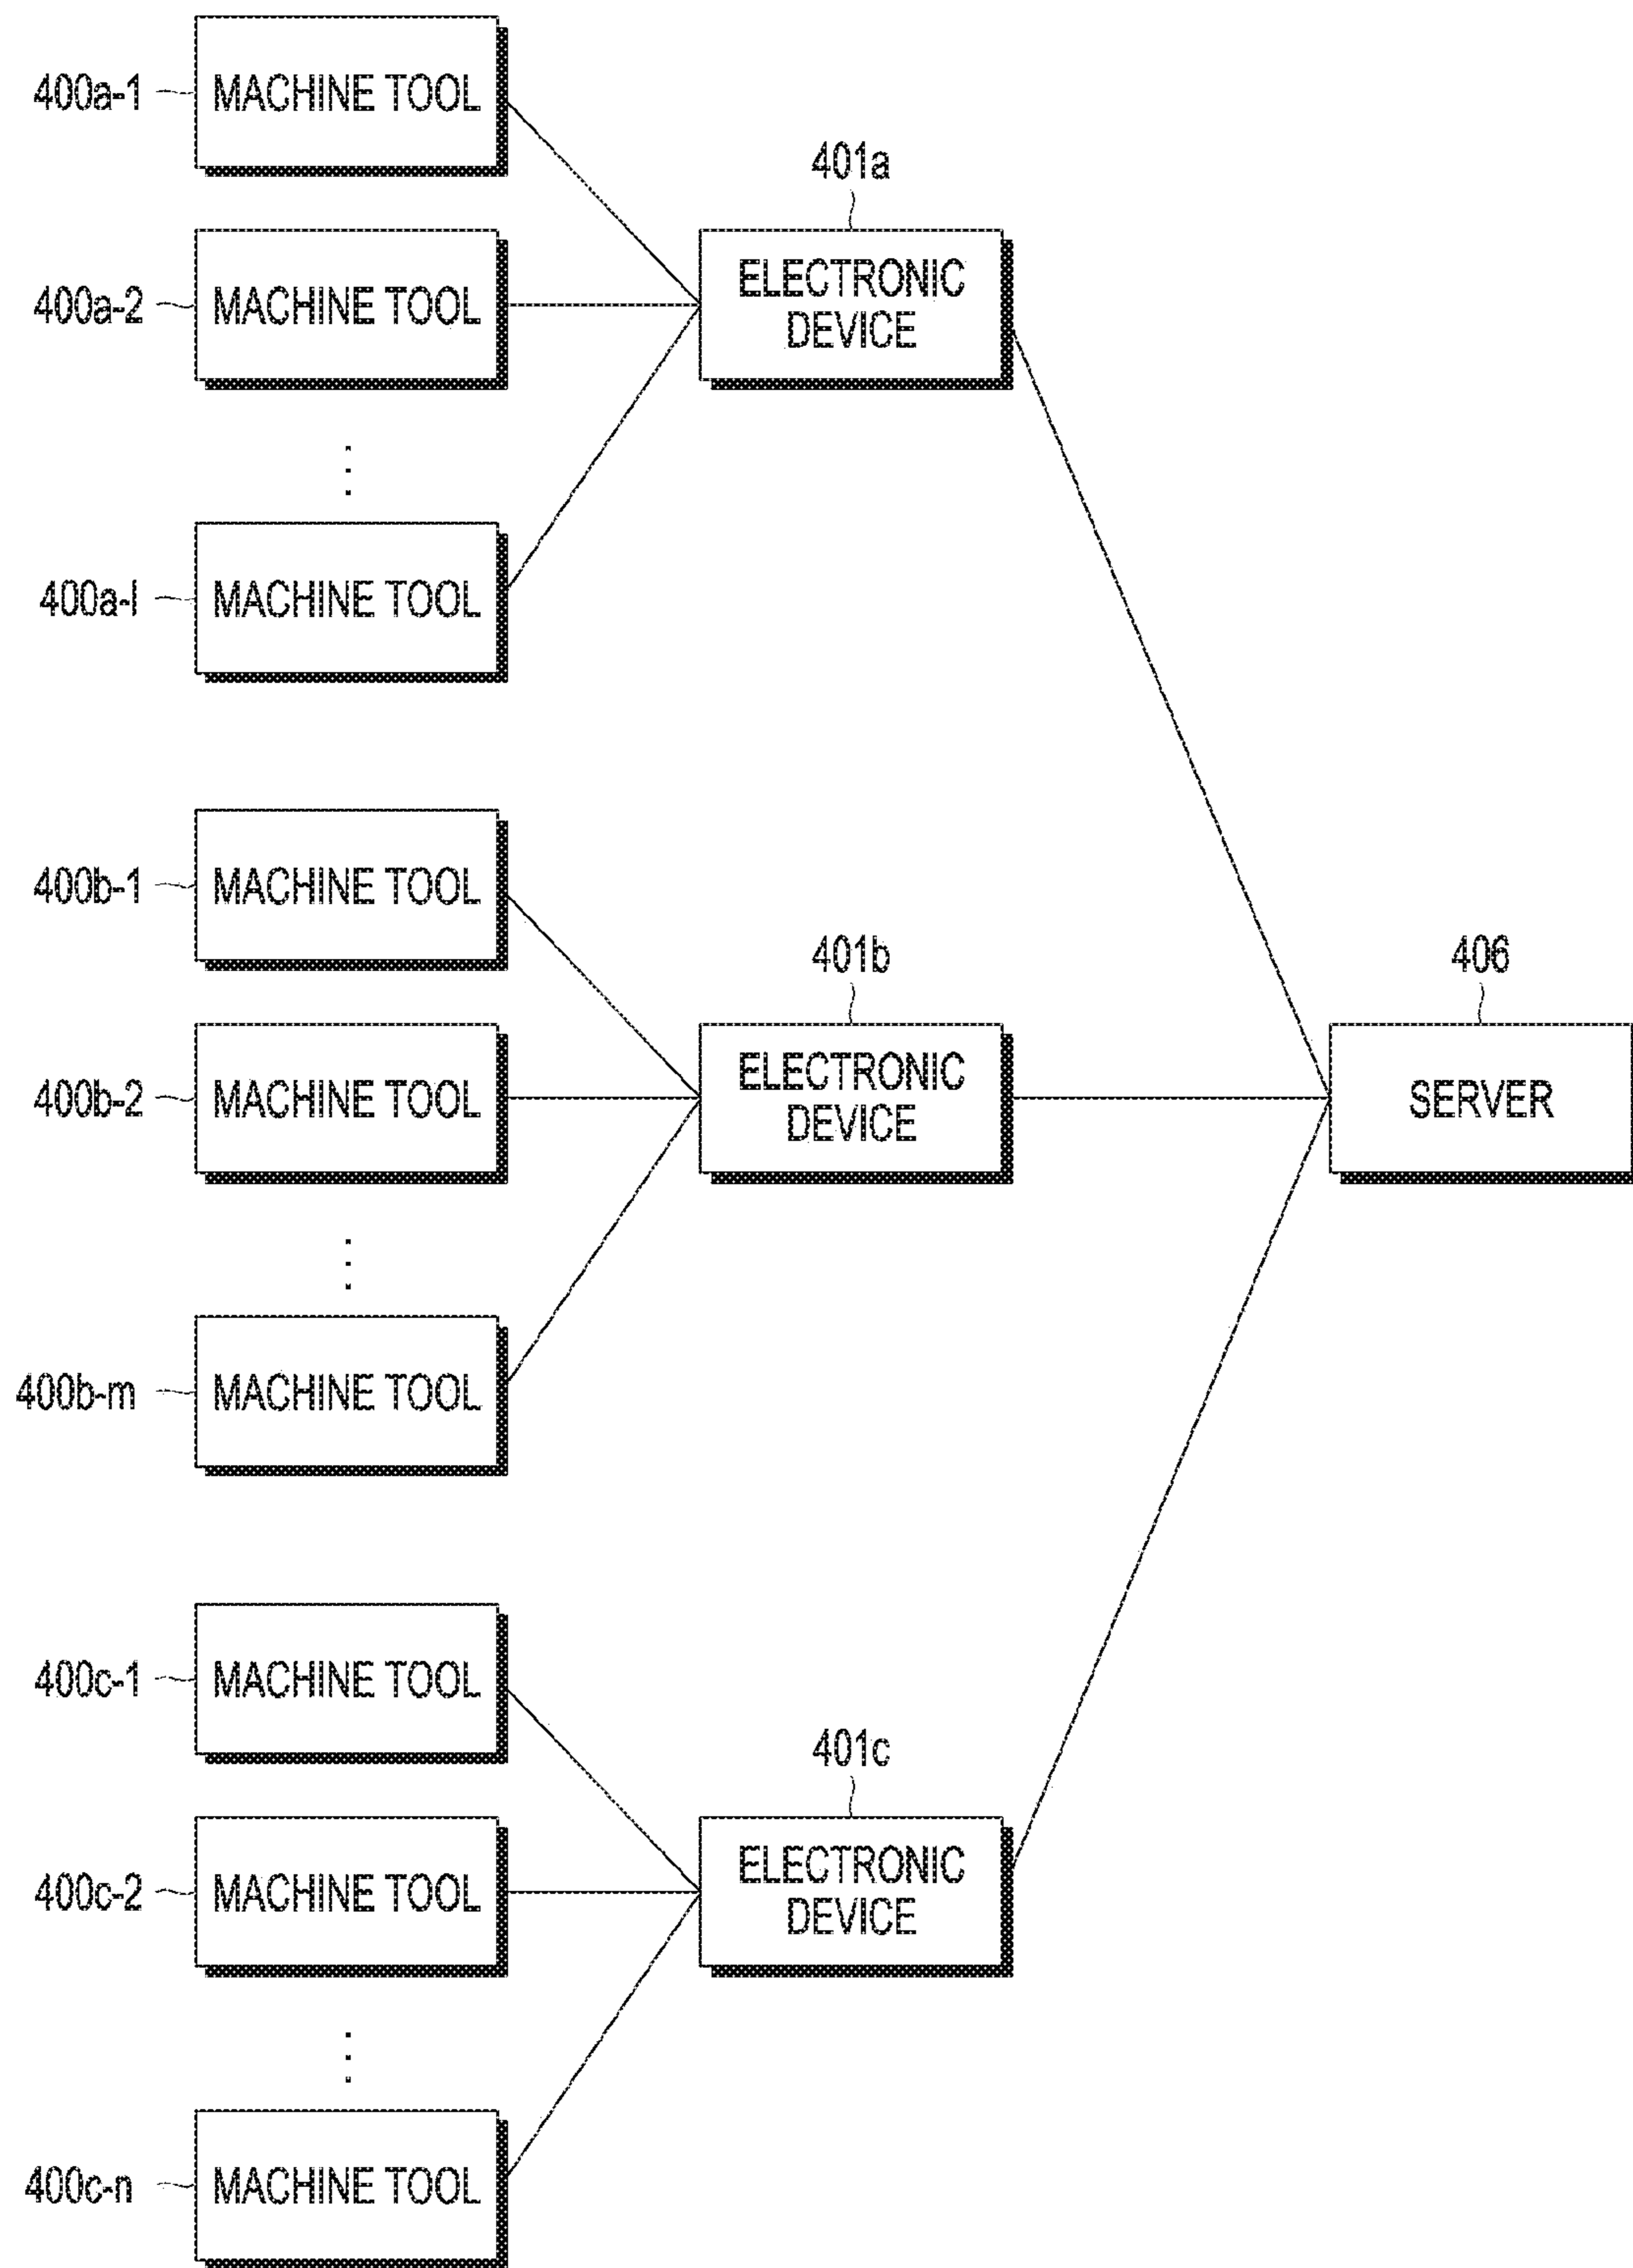 400a-1
MACHINE TOOL
401a
400a-2
MACHINE TOOL
ELECTRONIC
DEVICE
400a-l
MACHINE TOOL
400b-1
MACHINE TOOL
401b
406
400b-2
MACHINE TOOL
ELECTRONIC
DEVICE
SERVER
400b-m
MACHINE TOOL
400c-1
MACHINE TOOL
401c
400c-2
MACHINE TOOL
ELECTRONIC
DEVICE
400c-n
MACHINE TOOL